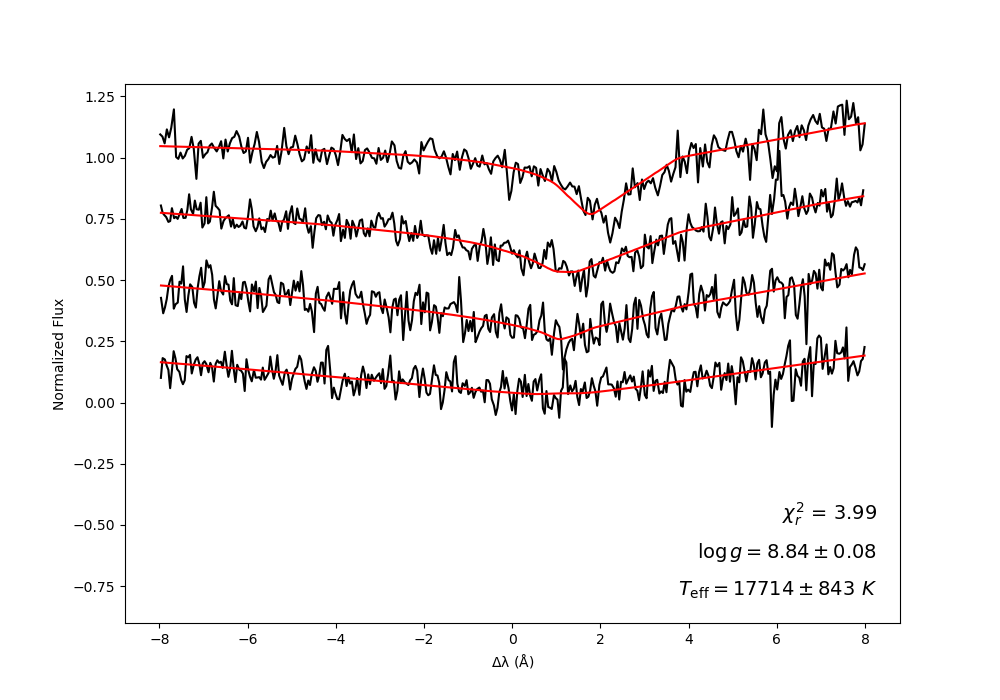 Normalized Flux
1.25
1.00
0.75
0.50
0.25
0.00
−0.25
−0.50
−0.75
χ²ᵣ = 3.99
log g = 8.84 ± 0.08
T_eff = 17714 ± 843 K
−8 −6 −4 −2 0 2 4 6 8
Δλ (Å)